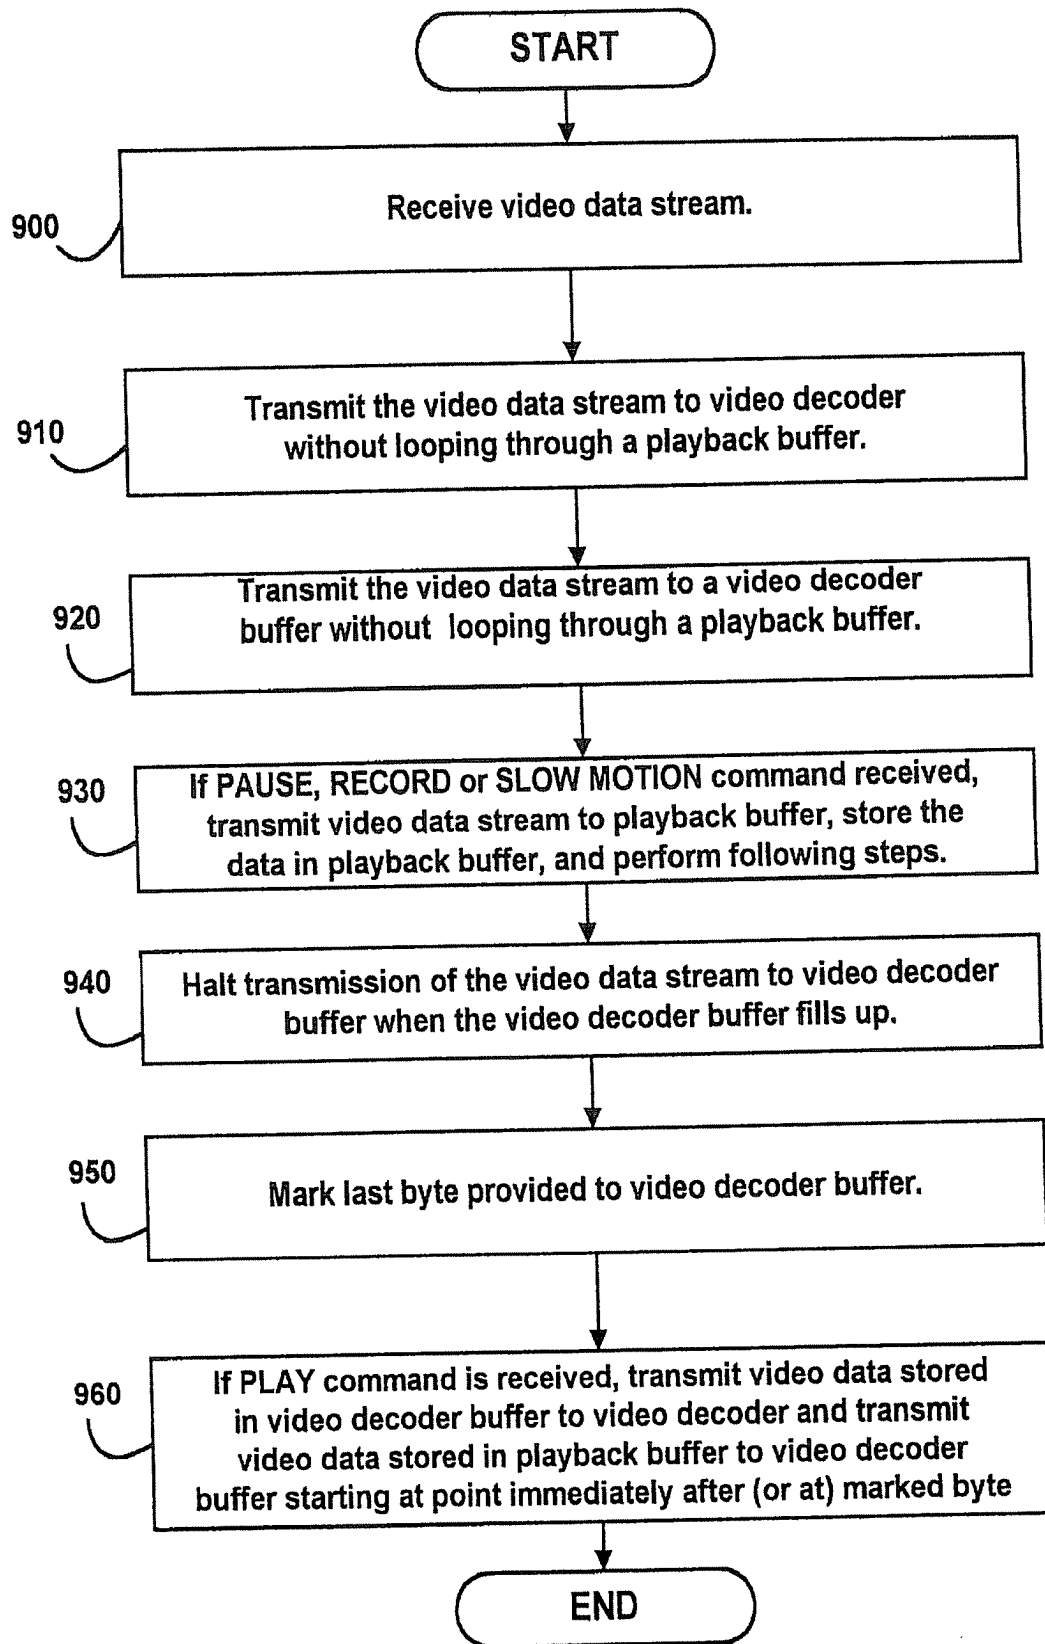 START
900
Receive video data stream.
910
Transmit the video data stream to video decoder
without looping through a playback buffer.
920
Transmit the video data stream to a video decoder
buffer without looping through a playback buffer.
930
If PAUSE, RECORD or SLOW MOTION command received,
transmit video data stream to playback buffer, store the
data in playback buffer, and perform following steps.
940
Halt transmission of the video data stream to video decoder
buffer when the video decoder buffer fills up.
950
Mark last byte provided to video decoder buffer.
960
If PLAY command is received, transmit video data stored
in video decoder buffer to video decoder and transmit
video data stored in playback buffer to video decoder
buffer starting at point immediately after (or at) marked byte
END